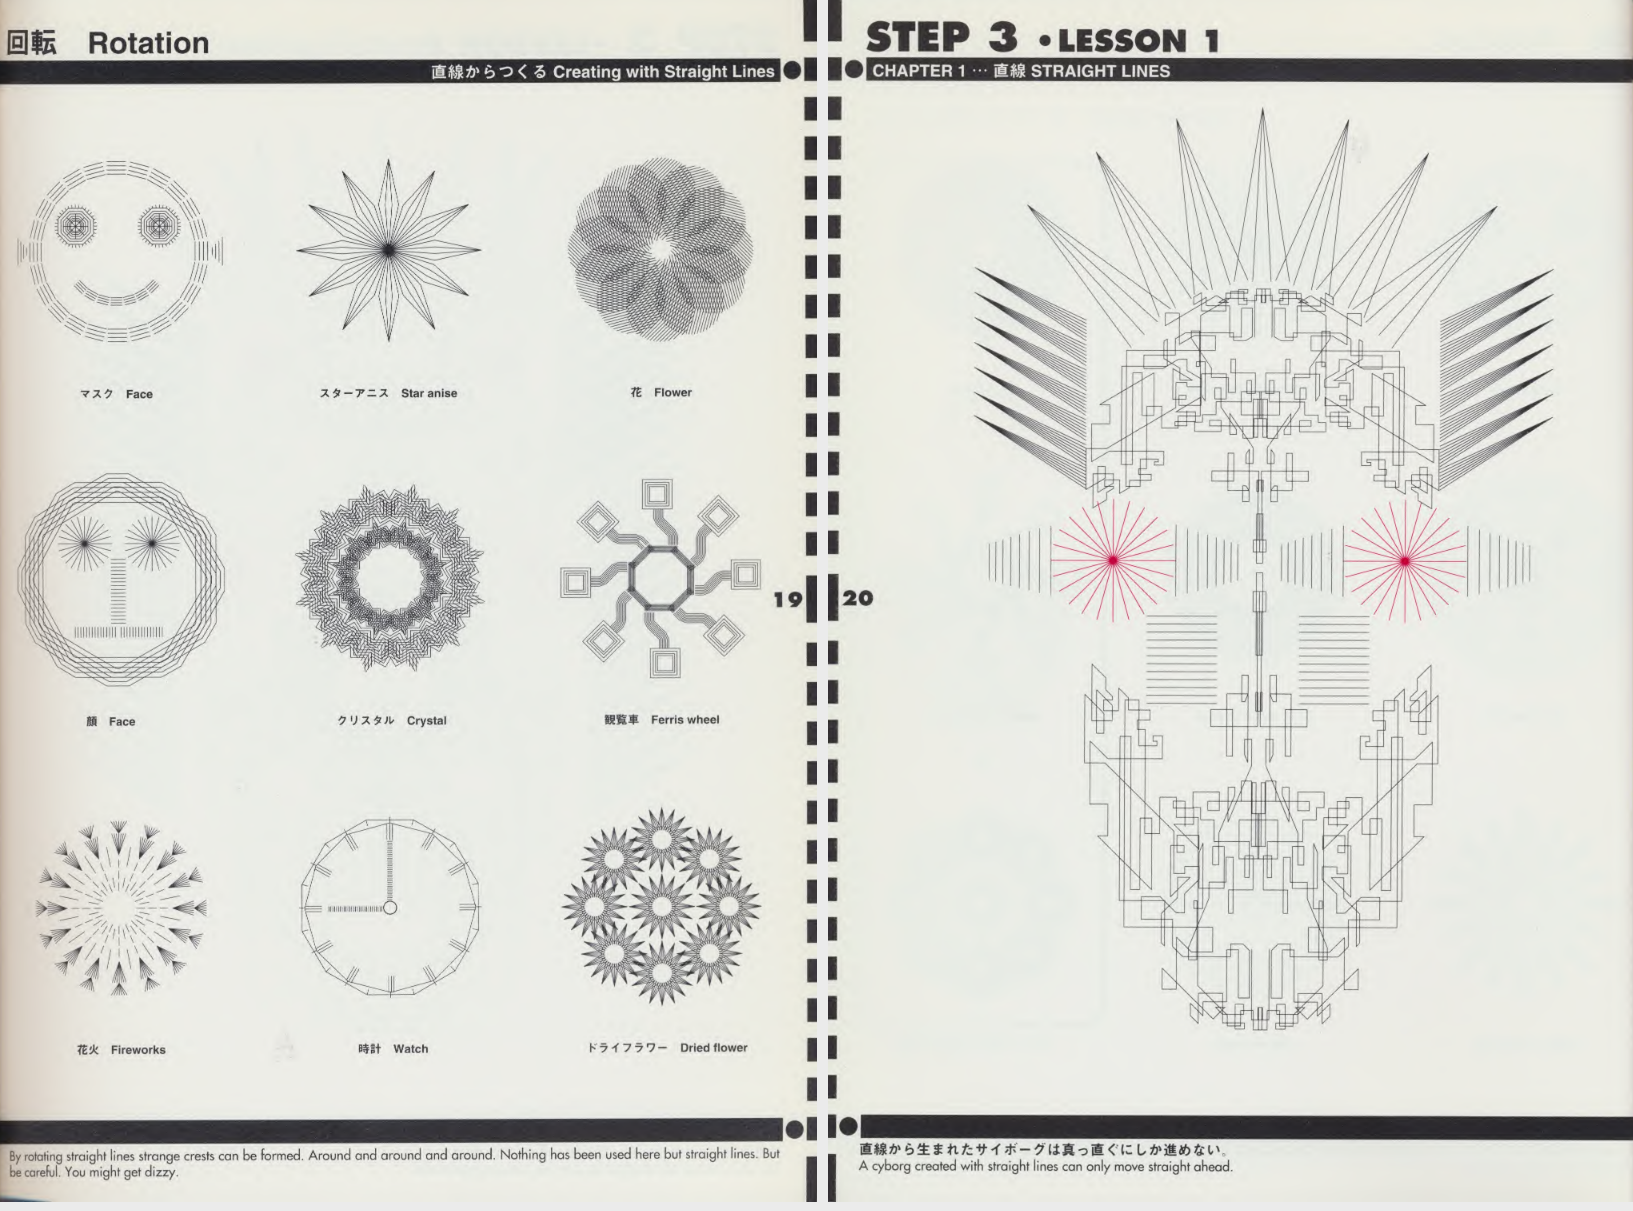 回転 Rotation
直線からつくる Creating with Straight Lines
マスク Face
スターアニス Star anise
花 Flower
顔 Face
クリスタル Crystal
観覧車 Ferris wheel
花火 Fireworks
時計 Watch
ドライフラワー Dried flower
19
By rotating straight lines strange crests can be formed. Around and around and around. Nothing has been used here but straight lines. But
be careful. You might get dizzy.
STEP 3 • LESSON 1
CHAPTER 1 … 直線 STRAIGHT LINES
20
直線から生まれたサイボーグは真っ直ぐにしか進めない。
A cyborg created with straight lines can only move straight ahead.